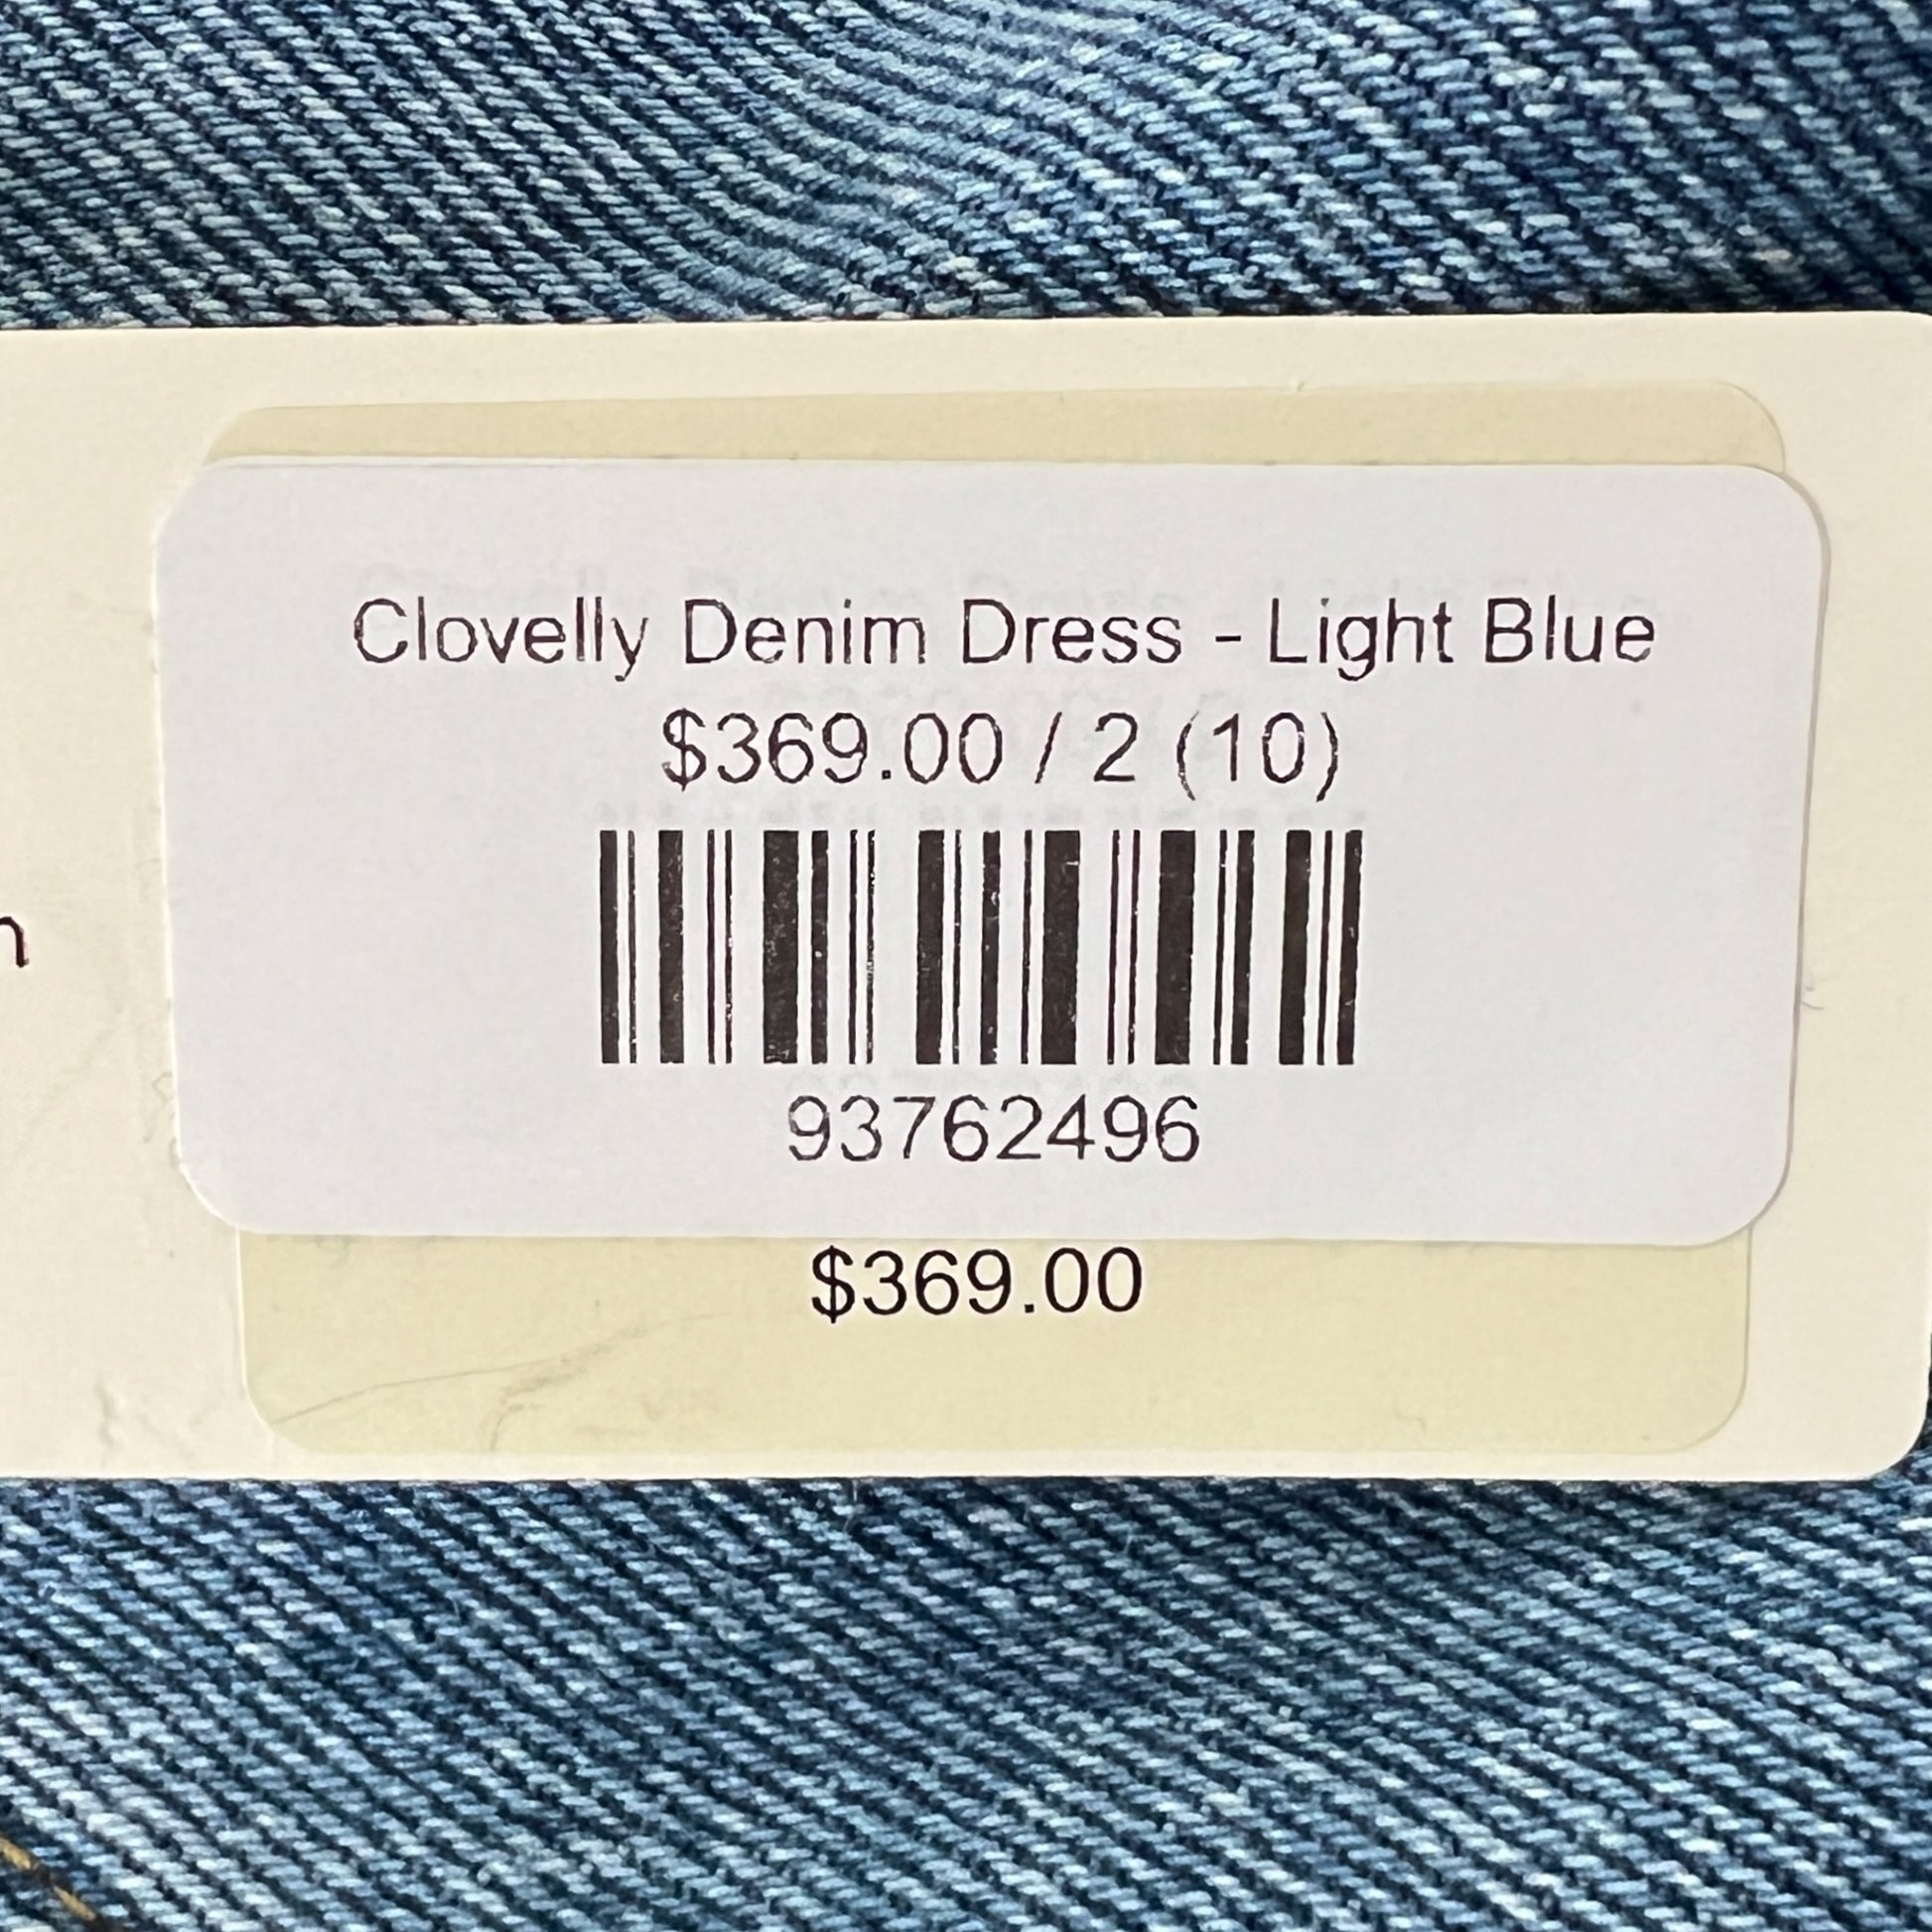 Clovelly Denim Dress - Light Blue
$369.00 / 2 (10)
93762496
$369.00